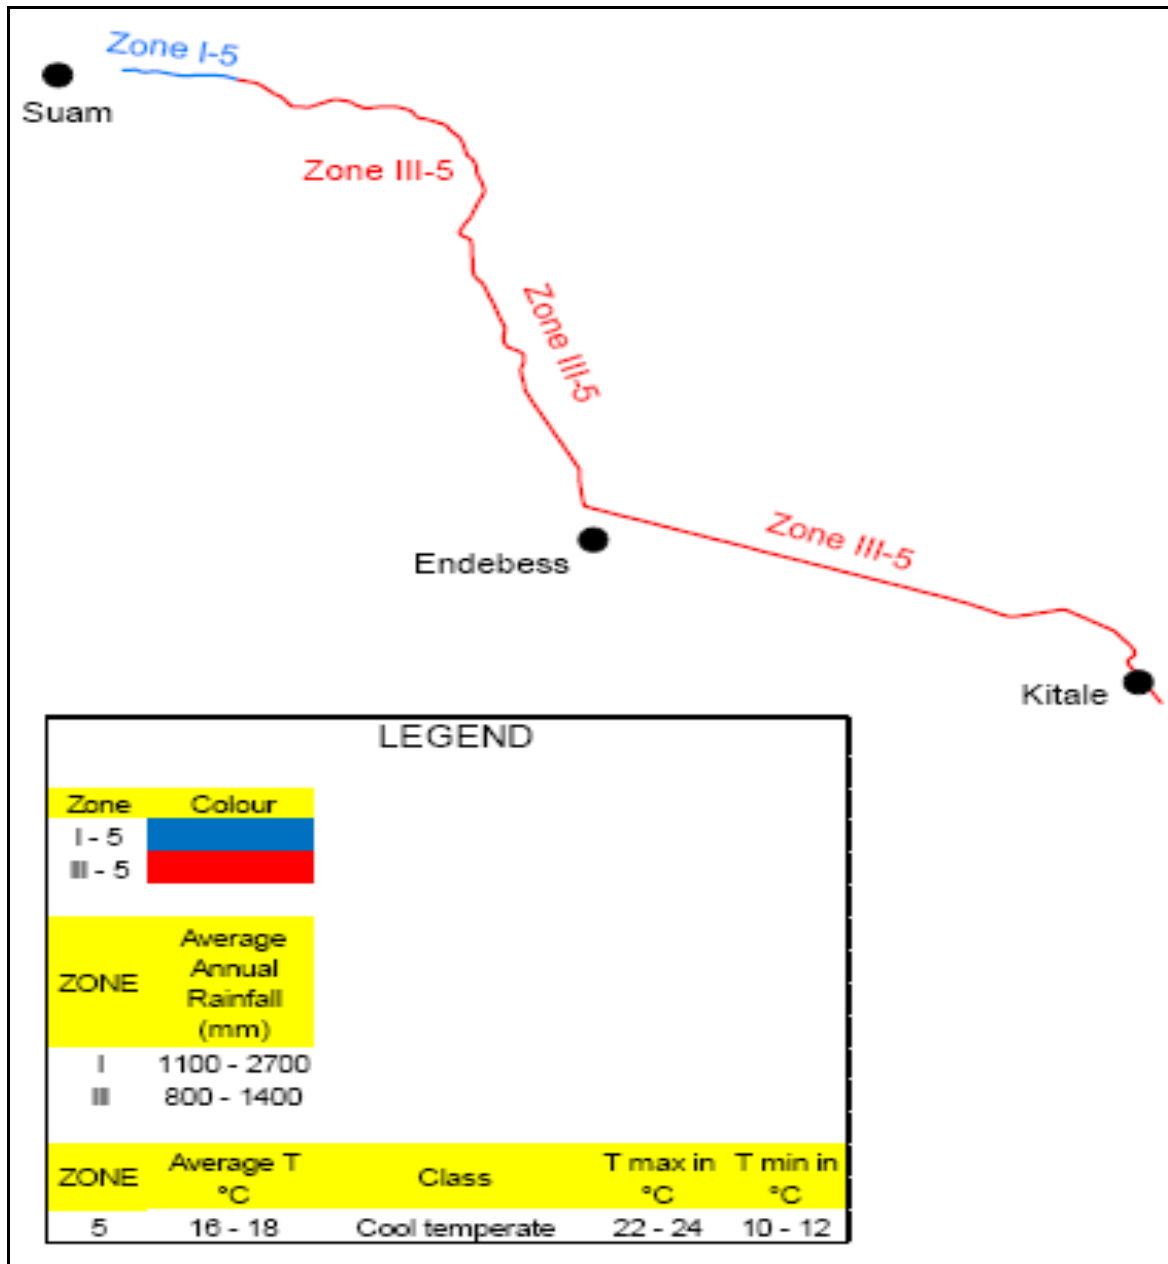 Zone I-5
Suam
Zone III-5
Zone III-5
Zone III-5
Endebess
Kitale
LEGEND
Zone Colour
I - 5
III - 5
ZONE Average
Annual
Rainfall
(mm)
I 1100 - 2700
III 800 - 1400
ZONE Average T °C Class T max in °C T min in °C
5 16 - 18 Cool temperate 22 - 24 10 - 12